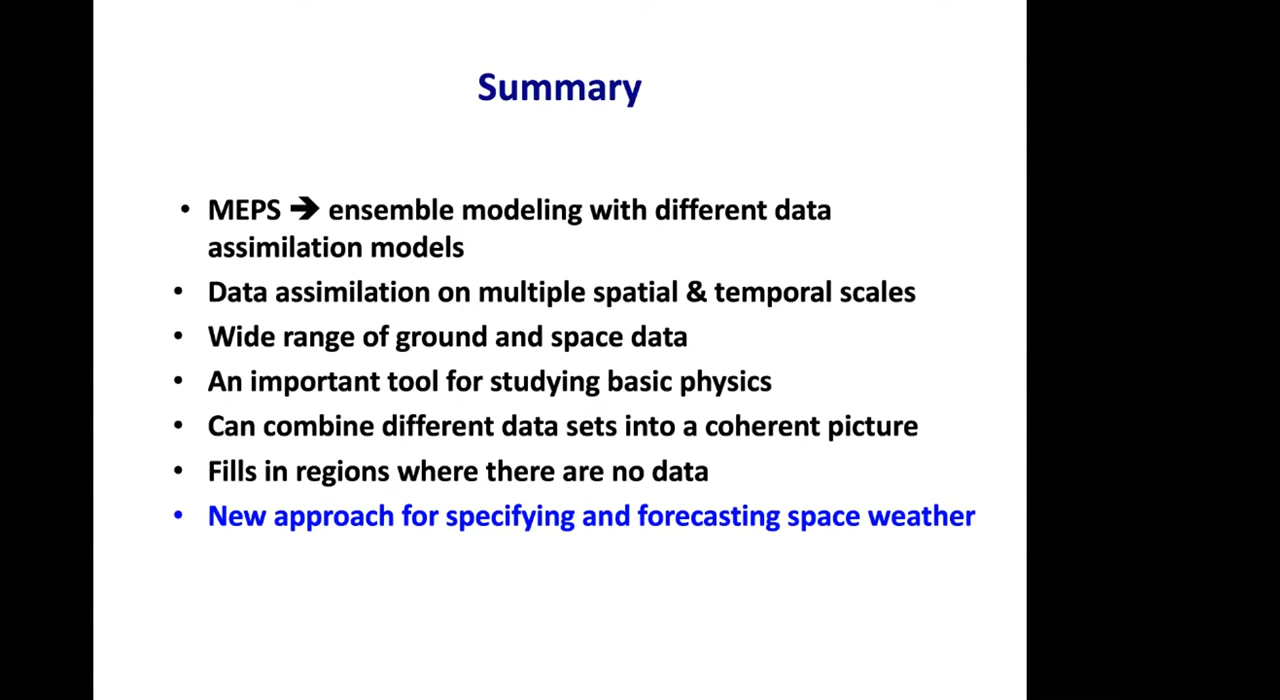 Summary
• MEPS ➔ ensemble modeling with different data
assimilation models
• Data assimilation on multiple spatial & temporal scales
• Wide range of ground and space data
• An important tool for studying basic physics
• Can combine different data sets into a coherent picture
• Fills in regions where there are no data
• New approach for specifying and forecasting space weather